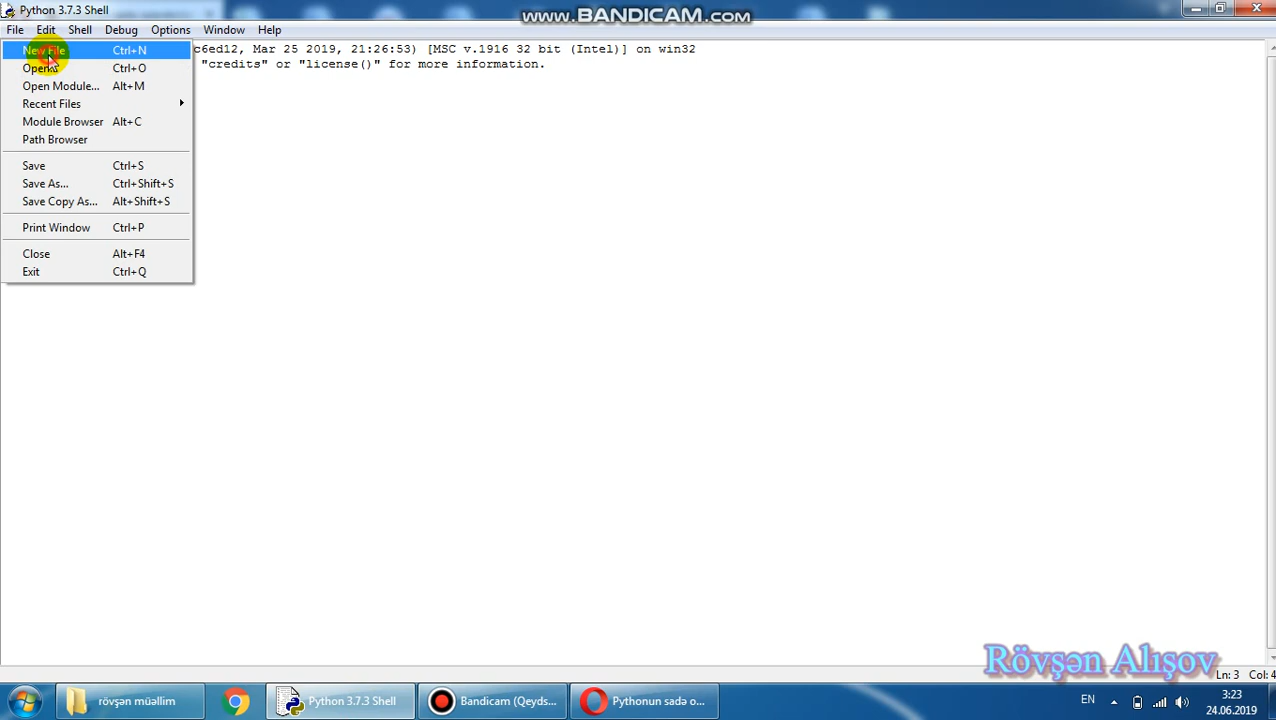 Python 3.7.3 Shell
www.BANDICAM.com
File Edit Shell Debug Options Window Help
c6ed12, Mar 25 2019, 21:26:53) [MSC v.1916 32 bit (Intel)] on win32
"credits" or "license()" for more information.
New File Ctrl+N
Open... Ctrl+O
Open Module... Alt+M
Recent Files
Module Browser Alt+C
Path Browser
Save Ctrl+S
Save As... Ctrl+Shift+S
Save Copy As... Alt+Shift+S
Print Window Ctrl+P
Close Alt+F4
Exit Ctrl+Q
Rövşən Alışov
Ln: 3 Col: 4
rövşən müəllim
Python 3.7.3 Shell
Bandicam (Qeyds...
Pythonun sadə o...
EN
3:23
24.06.2019